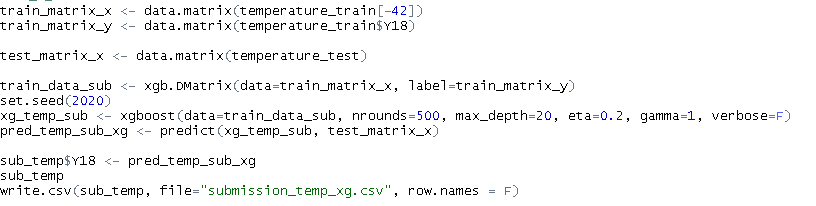 train_matrix_x <- data.matrix(temperature_train[-42])
train_matrix_y <- data.matrix(temperature_train$Y18)
test_matrix_x <- data.matrix(temperature_test)
train_data_sub <- xgb.DMatrix(data=train_matrix_x, label=train_matrix_y)
set.seed(2020)
xg_temp_sub <- xgboost(data=train_data_sub, nrounds=500, max_depth=20, eta=0.2, gamma=1, verbose=F)
pred_temp_sub_xg <- predict(xg_temp_sub, test_matrix_x)
sub_temp$Y18 <- pred_temp_sub_xg
sub_temp
write.csv(sub_temp, file="submission_temp_xg.csv", row.names = F)